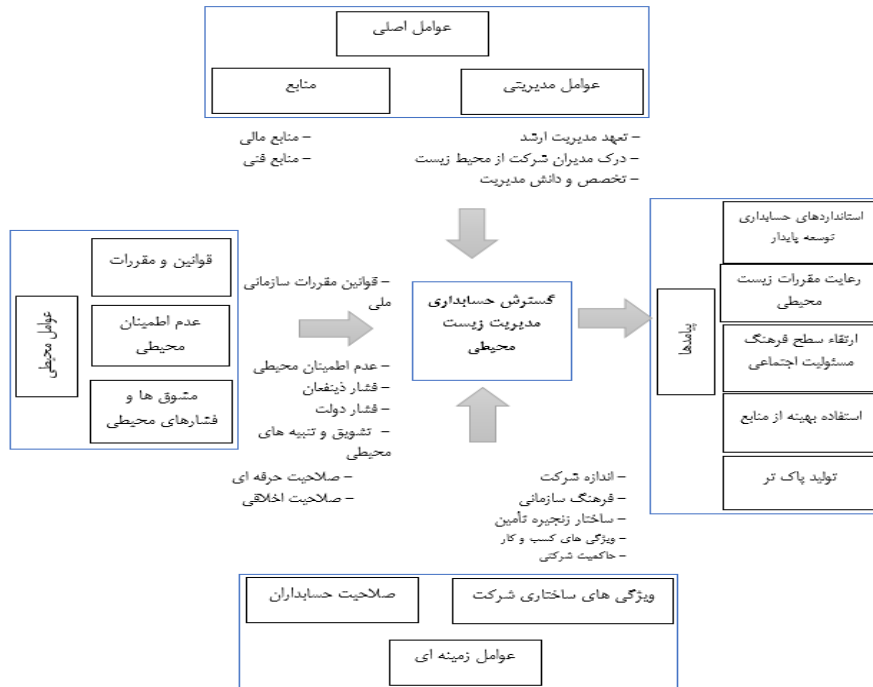 عوامل اصلی
عوامل مدیریتی
منابع
– تعهد مدیریت ارشد
– درک مدیران شرکت از محیط زیست
– تخصص و دانش مدیریت
– منابع مالی
– منابع فنی
استانداردهای حسابداری
توسعه پایدار
رعایت مقررات زیست
محیطی
ارتقاء سطح فرهنگ
مسئولیت اجتماعی
استفاده بهینه از منابع
تولید پاک تر
پیامدها
گسترش حسابداری
مدیریت زیست
محیطی
– قوانین مقررات سازمانی
ملی
– عدم اطمینان محیطی
– فشار ذینفعان
– فشار دولت
– تشویق و تنبیه های
محیطی
قوانین و مقررات
عدم اطمینان
محیطی
مشوق ها و
فشارهای محیطی
عوامل محیطی
– اندازه شرکت
– فرهنگ سازمانی
– ساختار زنجیره تأمین
– ویژگی های کسب و کار
– حاکمیت شرکتی
– صلاحیت حرفه ای
– صلاحیت اخلاقی
ویژگی های ساختاری شرکت
صلاحیت حسابداران
عوامل زمینه ای